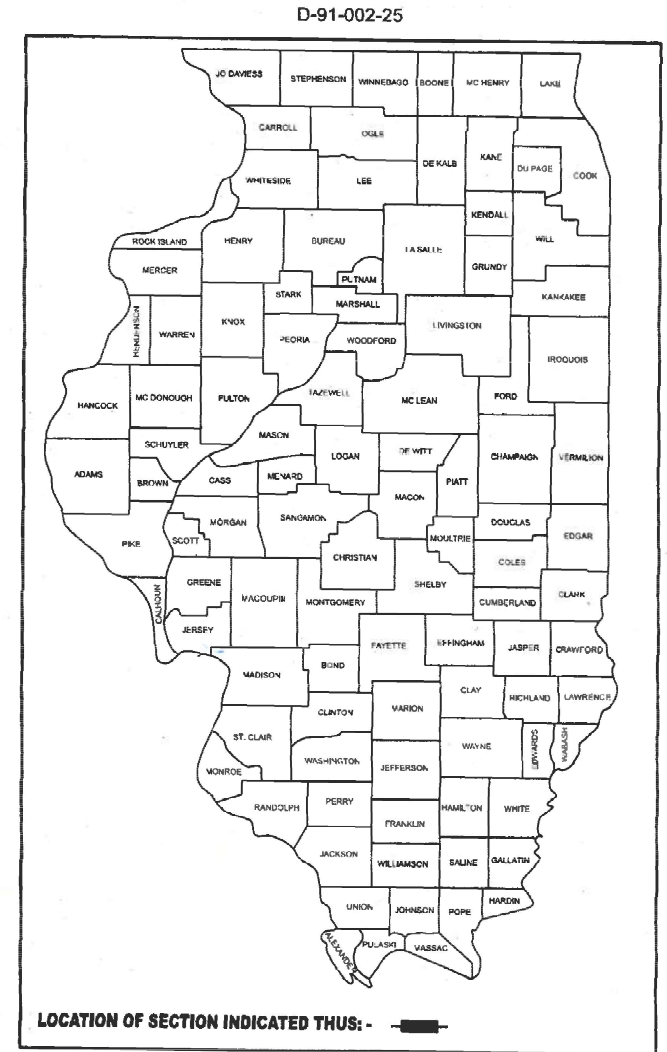 D-91-002-25
JO DAVIESS
STEPHENSON
WINNEBAGO
BOONE
MC HENRY
LAKE
CARROLL
OGLE
DE KALB
KANE
DU PAGE
COOK
WHITESIDE
LEE
KENDALL
ROCK ISLAND
HENRY
BUREAU
LA SALLE
WILL
MERCER
PUTNAM
GRUNDY
STARK
MARSHALL
KANKAKEE
HENDERSON
WARREN
KNOX
PEORIA
WOODFORD
LIVINGSTON
IROQUOIS
HANCOCK
MC DONOUGH
FULTON
TAZEWELL
MC LEAN
FORD
SCHUYLER
MASON
LOGAN
DE WITT
CHAMPAIGN
VERMILION
ADAMS
BROWN
CASS
MENARD
MACON
PIATT
PIKE
SCOTT
MORGAN
SANGAMON
CHRISTIAN
MOULTRIE
DOUGLAS
EDGAR
COLES
GREENE
CALHOUN
MACOUPIN
MONTGOMERY
SHELBY
CUMBERLAND
CLARK
JERSEY
FAYETTE
EFFINGHAM
JASPER
CRAWFORD
MADISON
BOND
CLAY
RICHLAND
LAWRENCE
CLINTON
MARION
ST. CLAIR
WASHINGTON
JEFFERSON
WAYNE
EDWARDS
WABASH
MONROE
RANDOLPH
PERRY
HAMILTON
WHITE
FRANKLIN
JACKSON
WILLIAMSON
SALINE
GALLATIN
UNION
JOHNSON
POPE
HARDIN
ALEXANDER
PULASKI
VASSAC
LOCATION OF SECTION INDICATED THUS: -